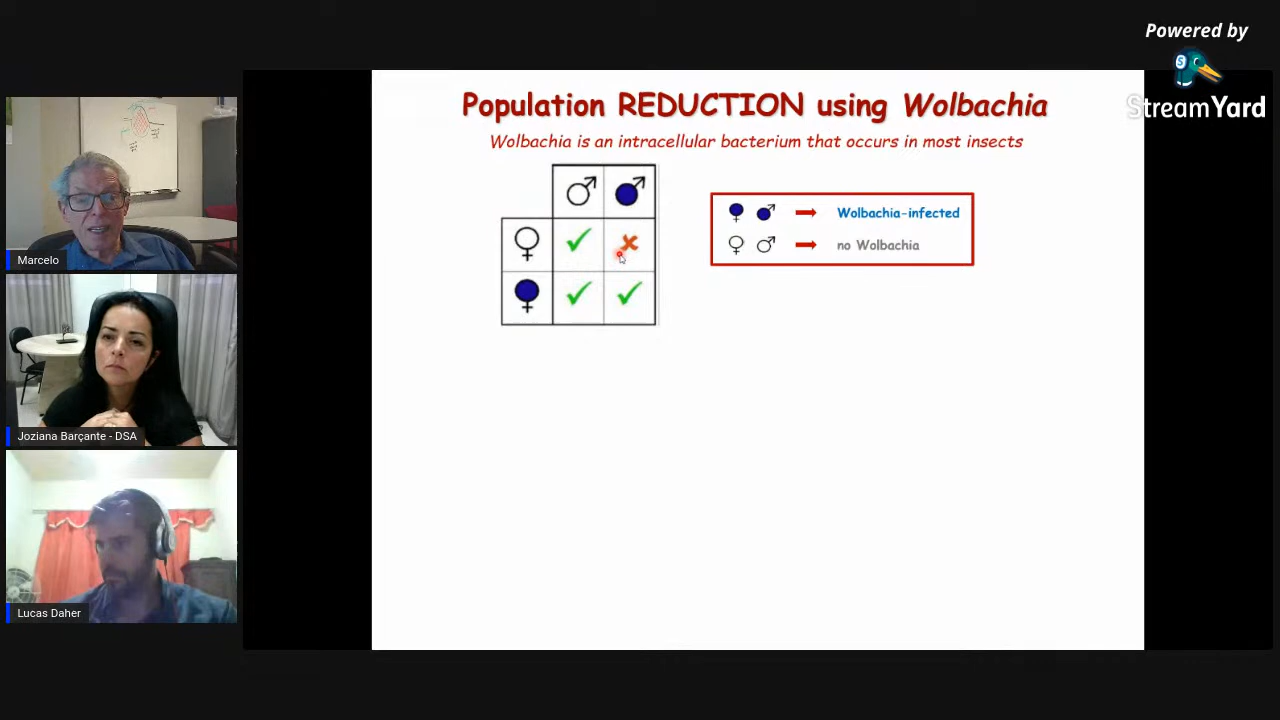 Powered by
StreamYard
Population REDUCTION using Wolbachia
Wolbachia is an intracellular bacterium that occurs in most insects
Wolbachia-infected
no Wolbachia
Marcelo
Joziana Barçante - DSA
Lucas Daher